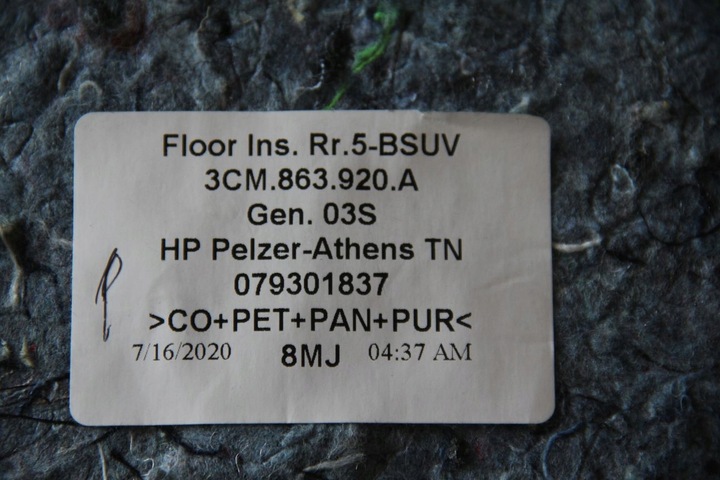 Floor Ins. Rr.5-BSUV
3CM.863.920.A
Gen. 03S
HP Pelzer-Athens TN
079301837
>CO+PET+PAN+PUR<
7/16/2020 8MJ 04:37 AM